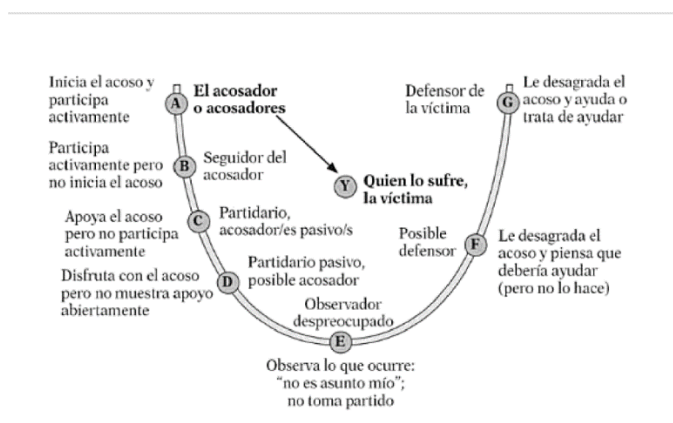 Inicia el acoso y
participa
activamente
A
El acosador
o acosadores
Defensor de
la víctima
G
Le desagrada el
acoso y ayuda o
trata de ayudar
Participa
activamente pero
no inicia el acoso
B
Seguidor del
acosador
Y
Quien lo sufre,
la víctima
Apoya el acoso
pero no participa
activamente
C
Partidario,
acosador/es pasivo/s
Posible
defensor
F
Le desagrada el
acoso y piensa que
debería ayudar
(pero no lo hace)
Disfruta con el acoso
pero no muestra apoyo
abiertamente
D
Partidario pasivo,
posible acosador
Observador
despreocupado
E
Observa lo que ocurre:
“no es asunto mío”;
no toma partido